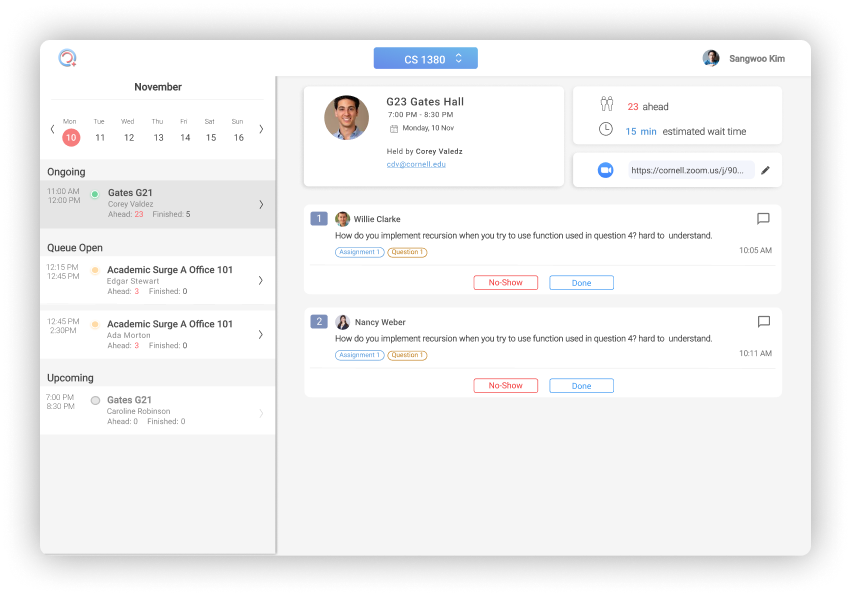 CS 1380
Sangwoo Kim
November
Mon Tue Wed Thu Fri Sat Sun
10 11 12 13 14 15 16
Ongoing
11:00 AM
12:00 PM
Gates G21
Corey Valdez
Ahead: 23 Finished: 5
Queue Open
12:15 PM
12:45 PM
Academic Surge A Office 101
Edgar Stewart
Ahead: 3 Finished: 0
12:45 PM
2:30PM
Academic Surge A Office 101
Ada Morton
Ahead: 3 Finished: 0
Upcoming
7:00 PM
8:30 PM
Gates G21
Caroline Robinson
Ahead: 0 Finished: 0
G23 Gates Hall
7:00 PM - 8:30 PM
Monday, 10 Nov
Held by Corey Valedz
cdv@cornell.edu
23 ahead
15 min estimated wait time
https://cornell.zoom.us/j/90...
1 Willie Clarke
How do you implement recursion when you try to use function used in question 4? hard to understand.
Assignment 1 Question 1
10:05 AM
No-Show Done
2 Nancy Weber
How do you implement recursion when you try to use function used in question 4? hard to understand.
Assignment 1 Question 1
10:11 AM
No-Show Done